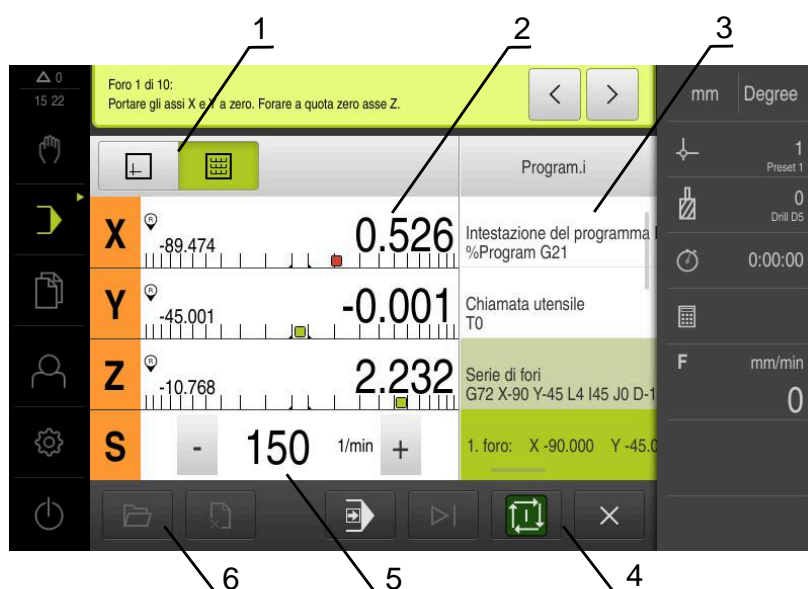 1 2 3
0
15 22
Foro 1 di 10:
Portare gli assi X e Y a zero. Forare a quota zero asse Z.
< >
mm Degree
1
Preset 1
0
Drill D5
0:00:00
F mm/min
0
Program.i
X R -89.474 0.526
Y R -45.001 -0.001
Z R -10.768 2.232
S - 150 1/min +
Intestazione del programma
%Program G21
Chiamata utensile
T0
Serie di fori
G72 X-90 Y-45 L4 I45 J0 D-1
1. foro: X -90.000 Y -45.0
6 5 4